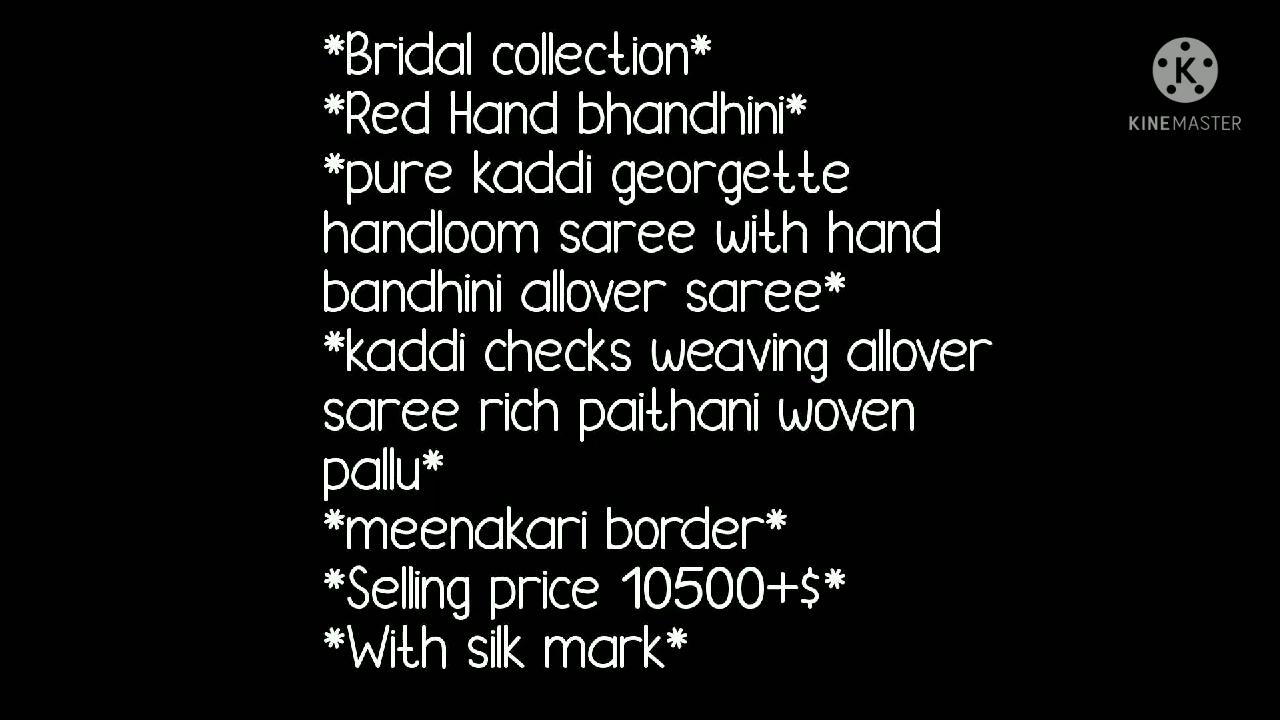 *Bridal collection*
*Red Hand bhandhini*
*pure kaddi georgette
handloom saree with hand
bandhini allover saree*
*kaddi checks weaving allover
saree rich paithani woven
pallu*
*meenakari border*
*Selling price 10500+$*
*With silk mark*
K
KINEMASTER